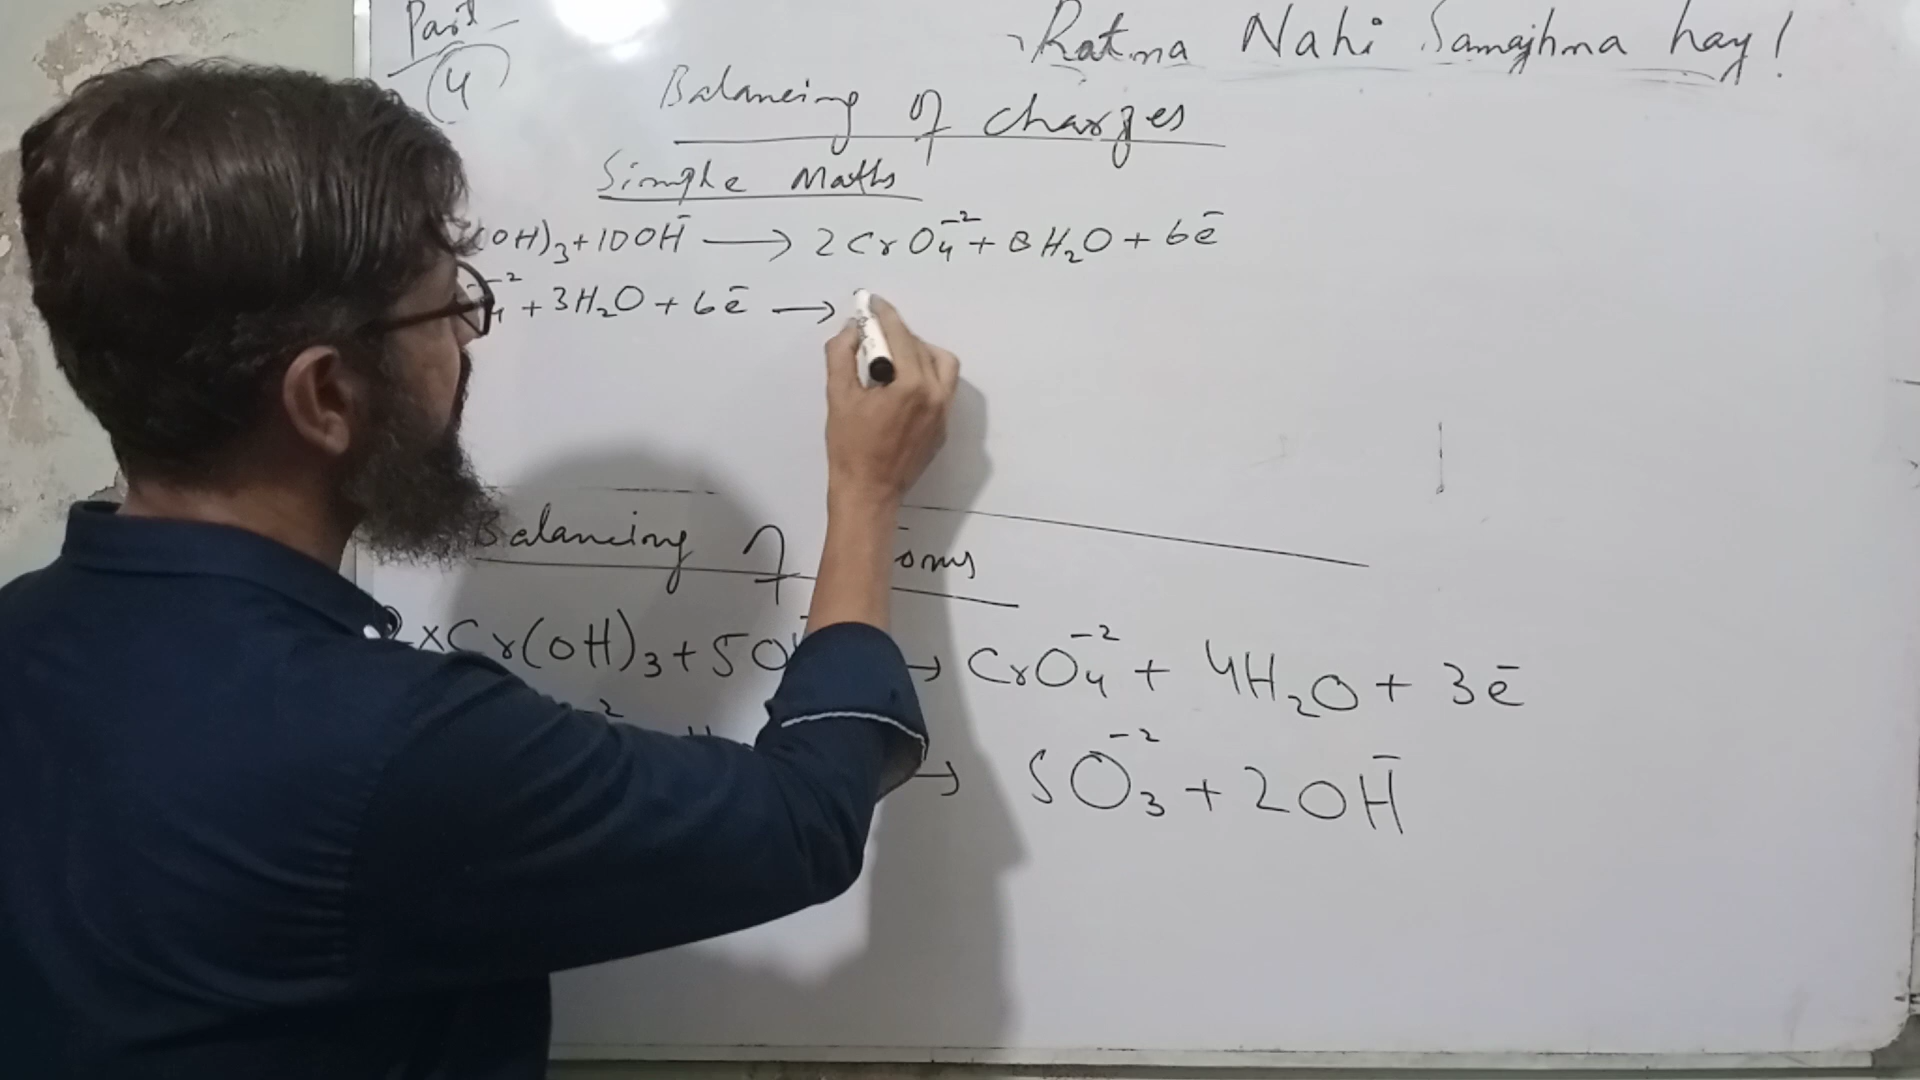 Part
4
Ratna Nahi Samajhna hay!
Balancing of charges
Simple Maths
(OH)₃+10OH⁻ → 2CrO₄⁻² + 8H₂O + 6e⁻
⁻² + 3H₂O + 6e⁻ →
Balancing of
2×Cr(OH)₃ + 5O → CrO₄⁻² + 4H₂O + 3e⁻
→ SO₃⁻² + 2OH⁻